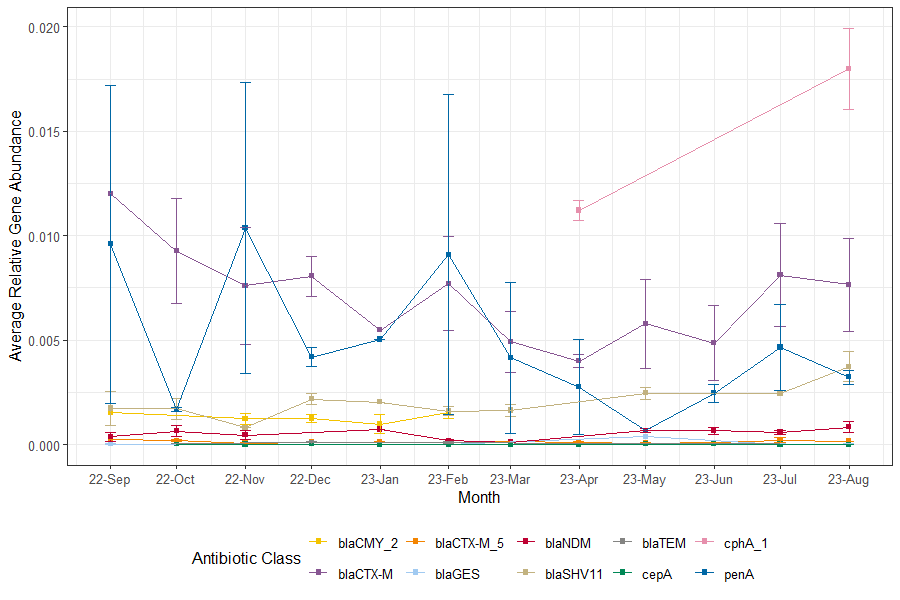 Average Relative Gene Abundance
0.020
0.015
0.010
0.005
0.000
22-Sep 22-Oct 22-Nov 22-Dec 23-Jan 23-Feb 23-Mar 23-Apr 23-May 23-Jun 23-Jul 23-Aug
Month
Antibiotic Class
blaCMY_2 blaCTX-M_5 blaNDM blaTEM cphA_1
blaCTX-M blaGES blaSHV11 cepA penA